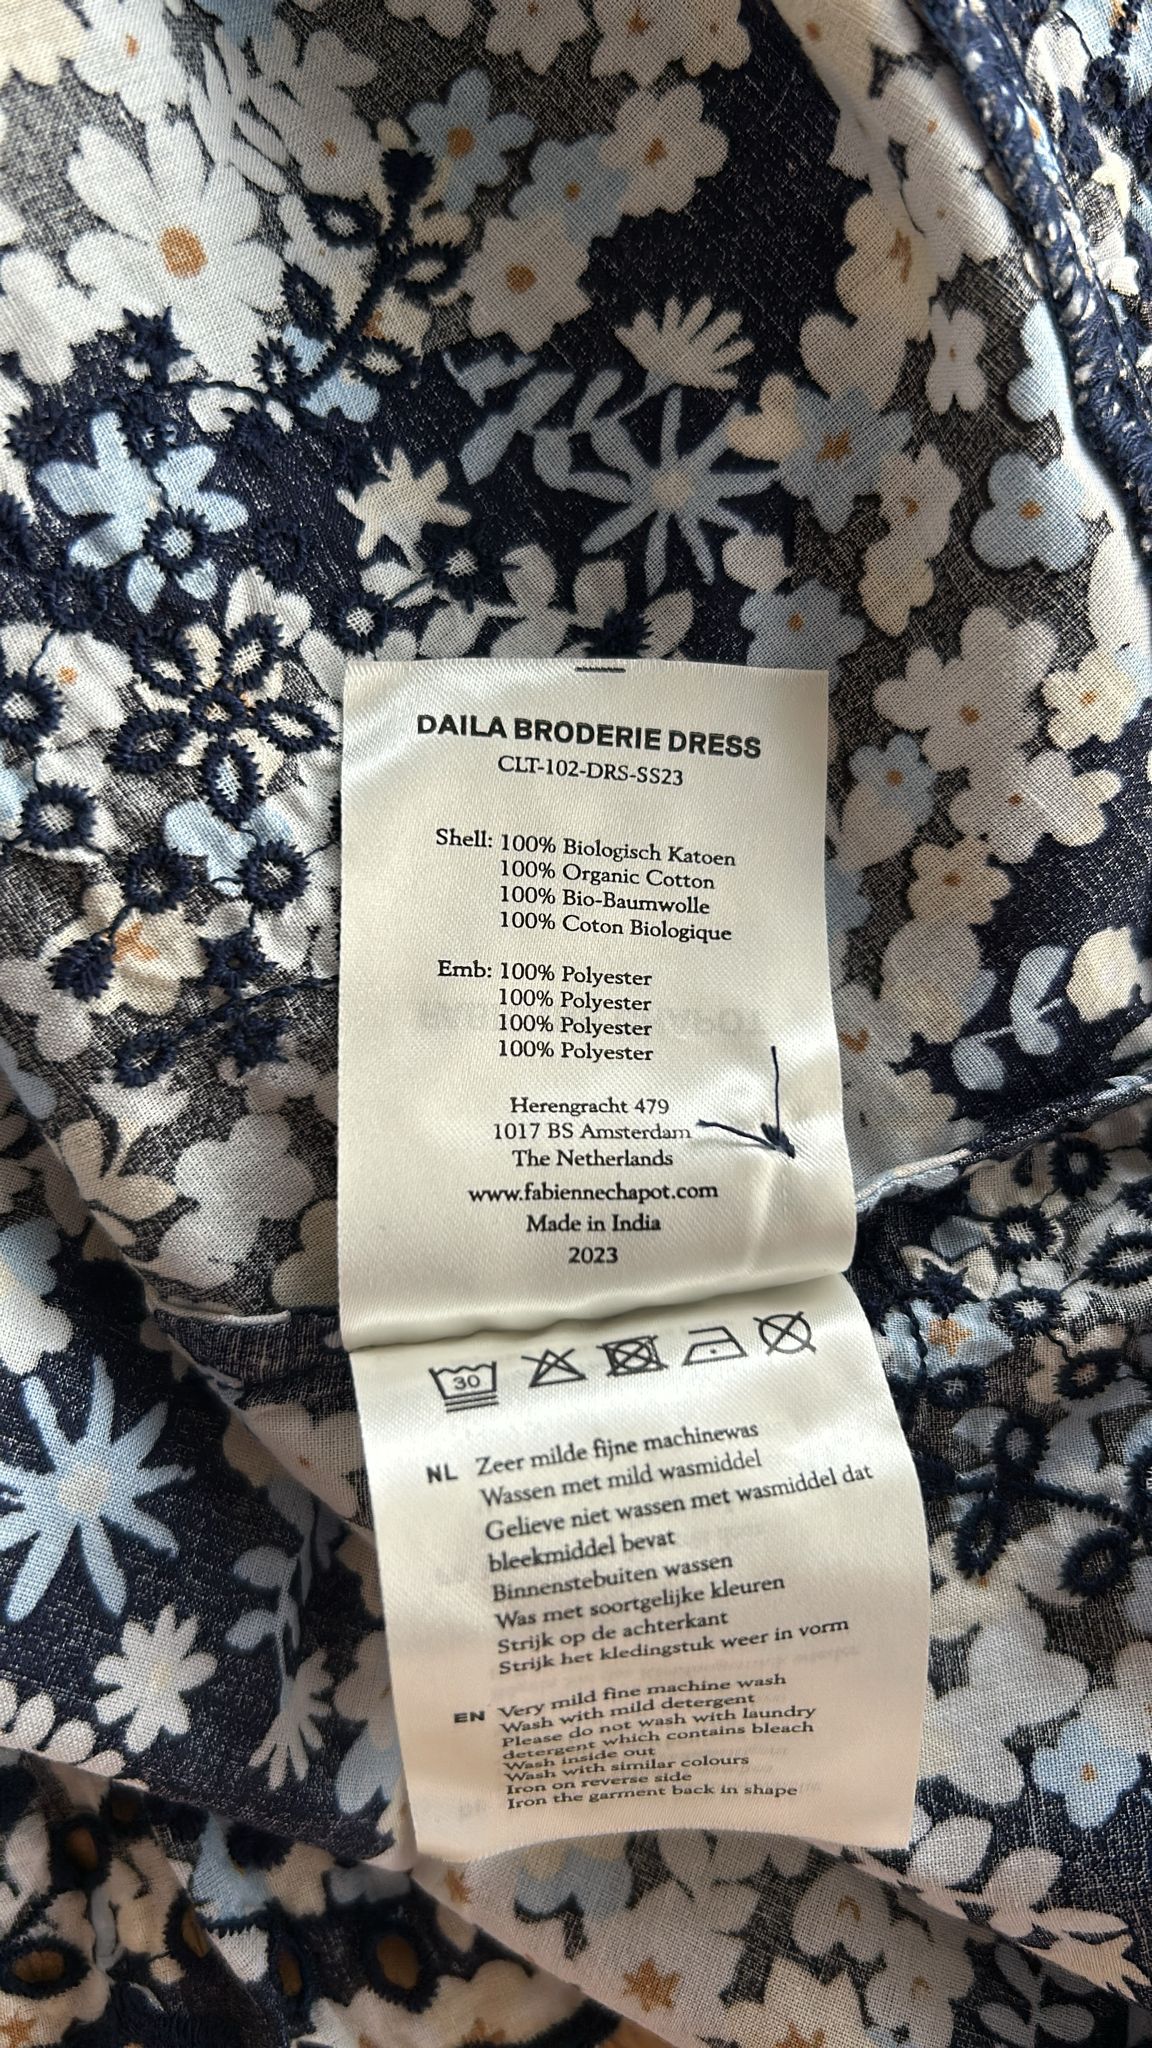 DAILA BRODERIE DRESS
CLT-102-DRS-SS23
Shell: 100% Biologisch Katoen
100% Organic Cotton
100% Bio-Baumwolle
100% Coton Biologique
Emb: 100% Polyester
100% Polyester
100% Polyester
100% Polyester
Herengracht 479
1017 BS Amsterdam
The Netherlands
www.fabiennechapot.com
Made in India
2023
30
NL Zeer milde fijne machinewas
Wassen met mild wasmiddel
Gelieve niet wassen met wasmiddel dat
bleekmiddel bevat
Binnenstebuiten wassen
Was met soortgelijke kleuren
Strijk op de achterkant
Strijk het kledingstuk weer in vorm
EN Very mild fine machine wash
Wash with mild detergent
Please do not wash with laundry
detergent which contains bleach
Wash inside out
Wash with similar colours
Iron on reverse side
Iron the garment back in shape